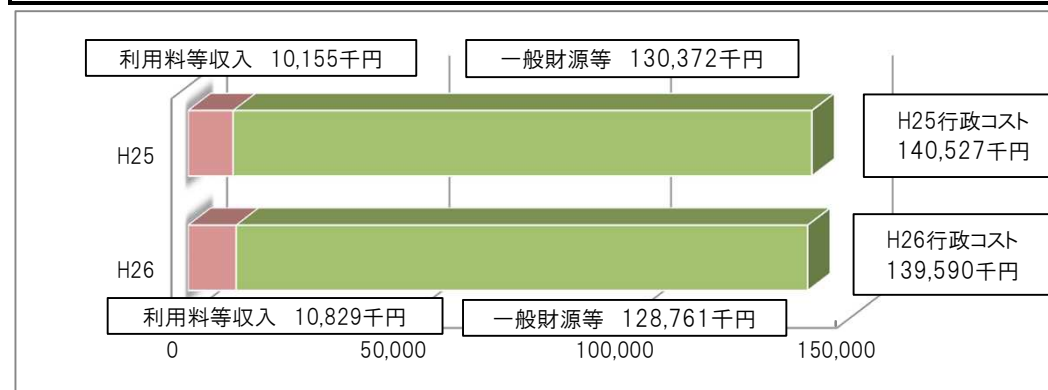 利用料等収入 10,155千円
一般財源等 130,372千円
H25
H25行政コスト
140,527千円
H26
H26行政コスト
139,590千円
利用料等収入 10,829千円
一般財源等 128,761千円
0 50,000 100,000 150,000